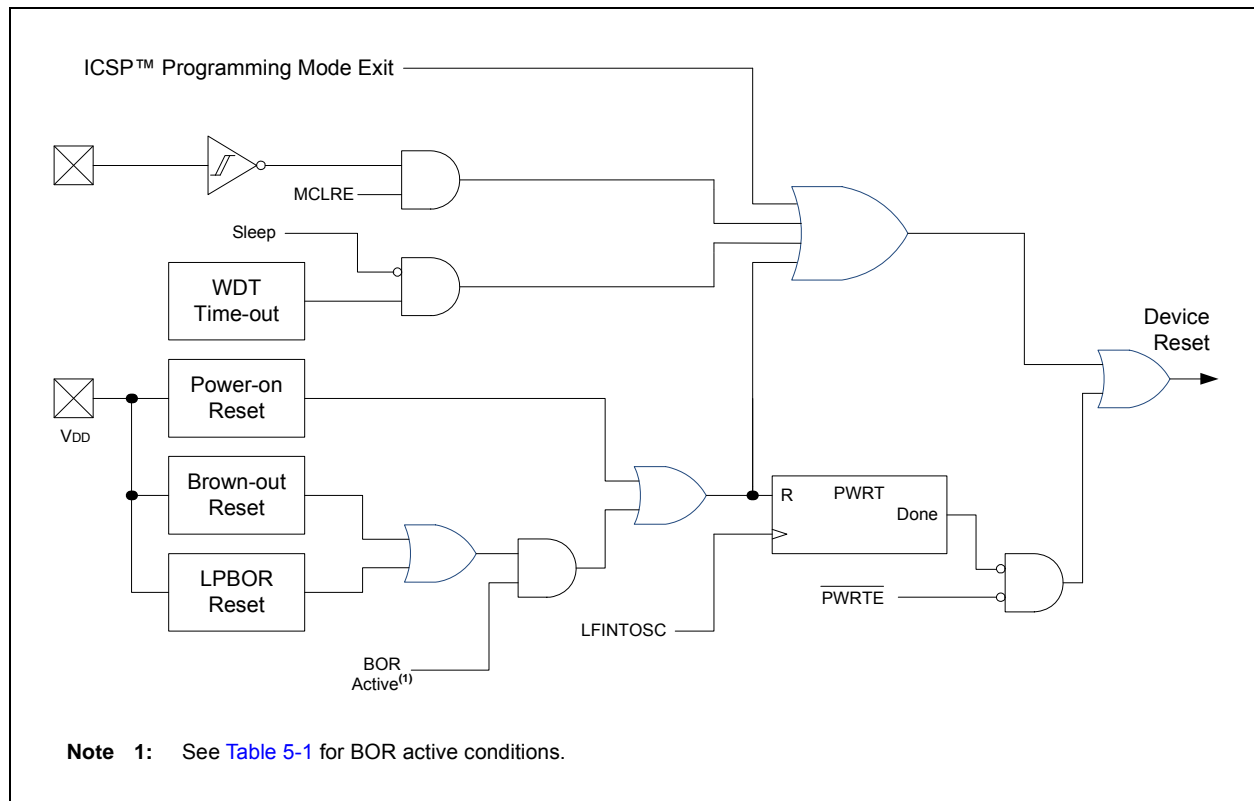 ICSP™ Programming Mode Exit
MCLRE
Sleep
WDT
Time-out
Device
Reset
VDD
Power-on
Reset
Brown-out
Reset
R
PWRT
Done
LPBOR
Reset
PWRTE
LFINTOSC
BOR
Active(1)
Note 1: See Table 5-1 for BOR active conditions.